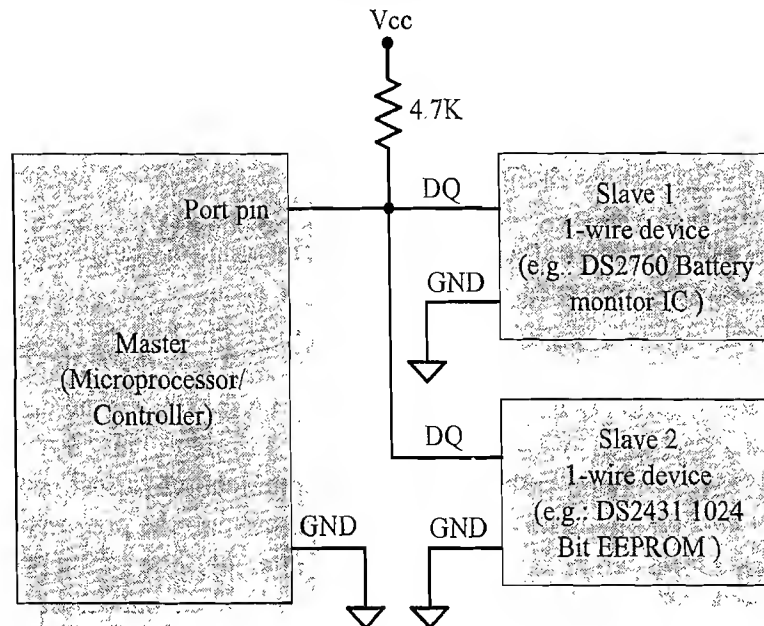 Vcc
4.7K
Port pin
DQ
Slave 1
1-wire device
(e.g.: DS2760 Battery
monitor IC )
GND
Master
(Microprocessor/
Controller)
DQ
Slave 2
1-wire device
(e.g.: DS2431 1024
Bit EEPROM )
GND
GND